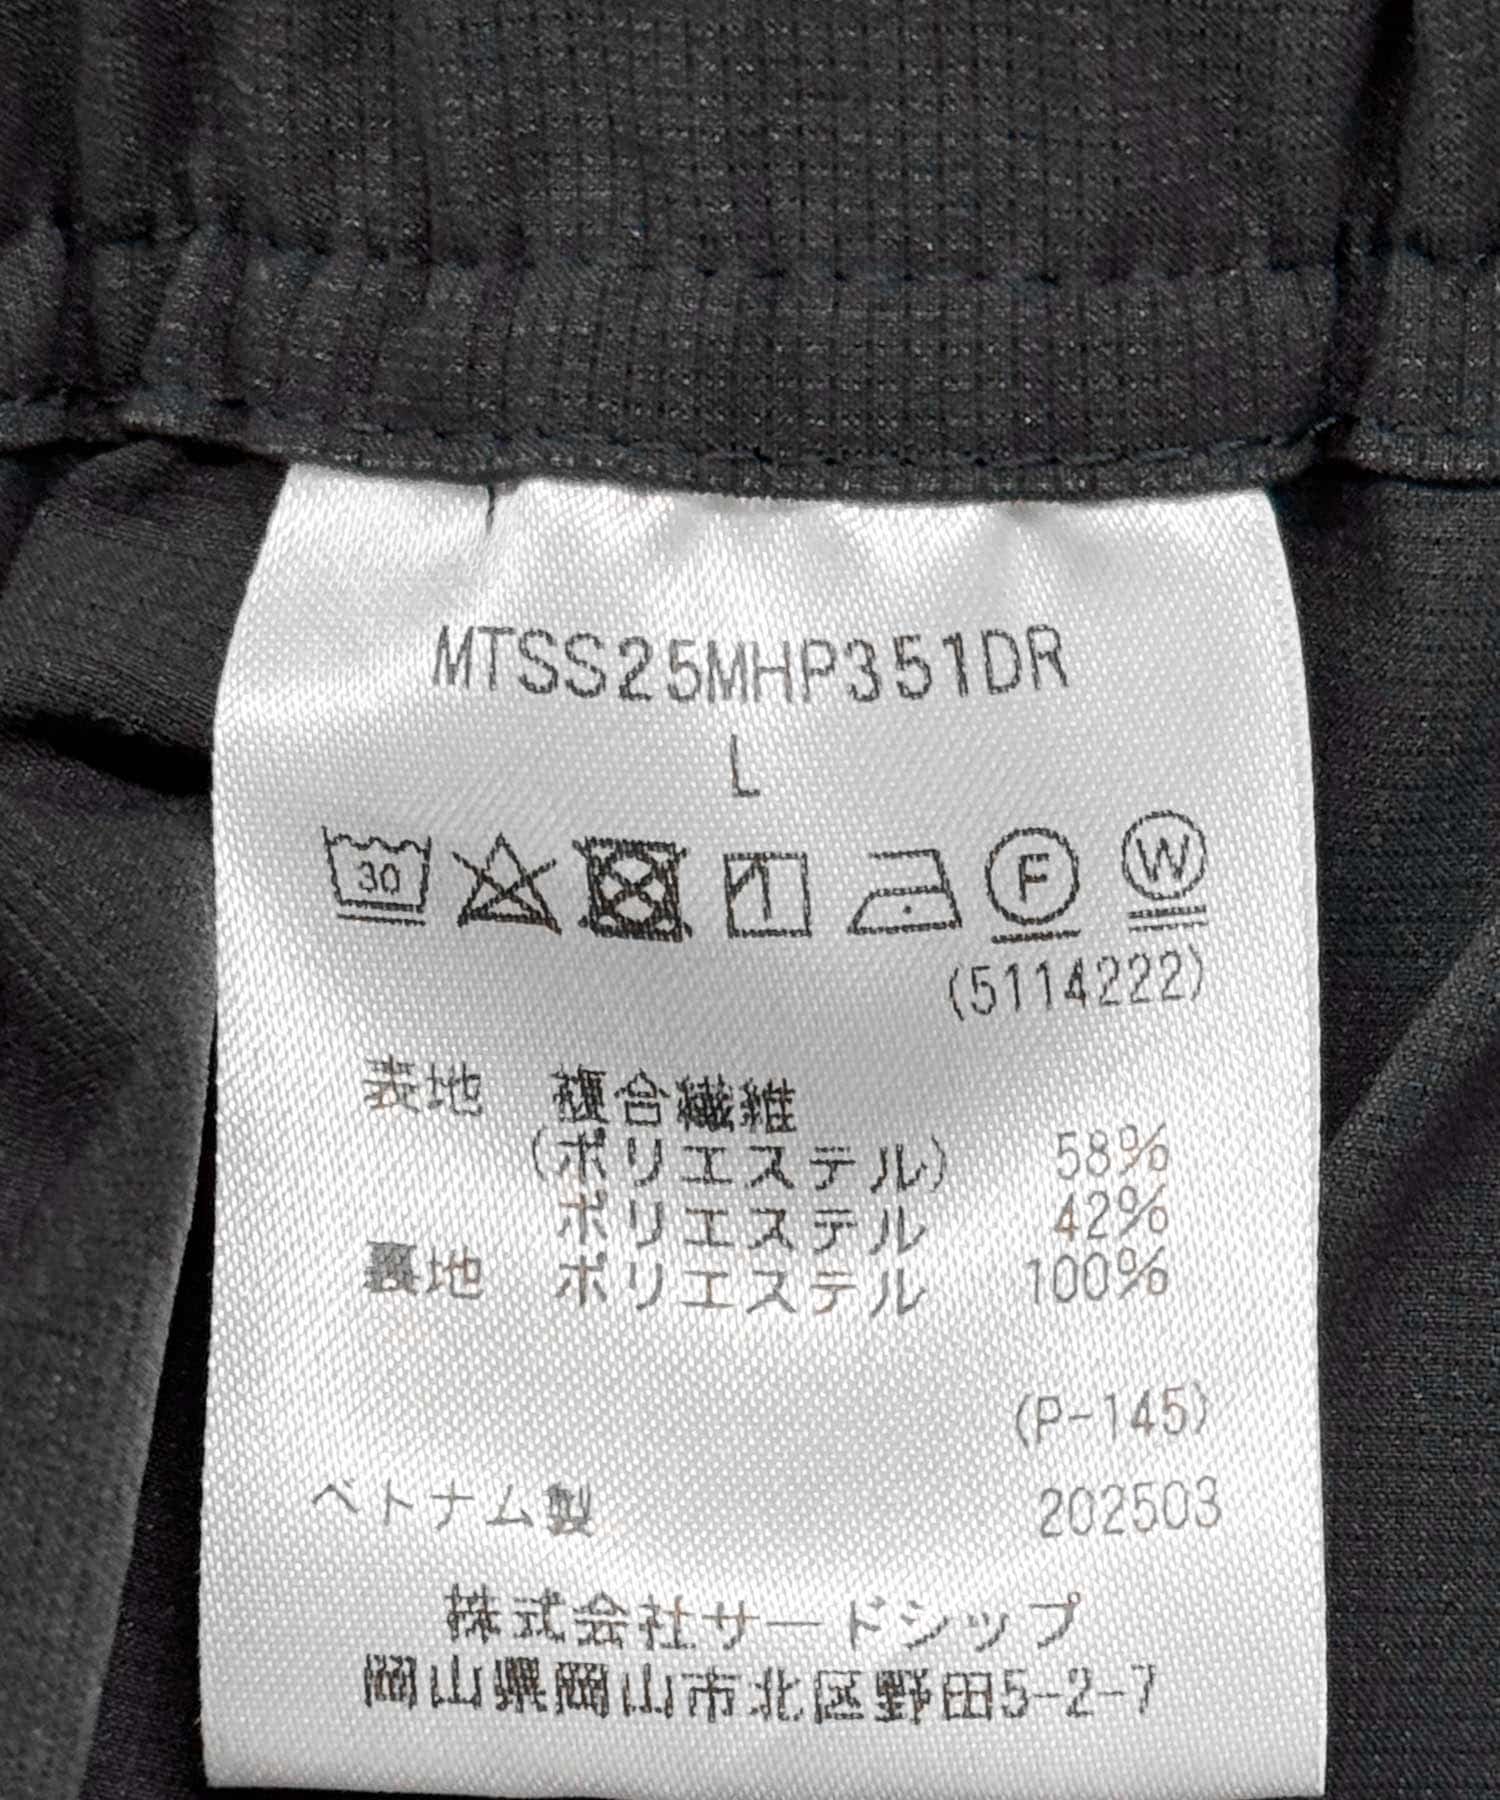 MTSS25MHP351DR
L
30 F W
(5114222)
表地 複合繊維
(ポリエステル) 58%
ポリエステル 42%
裏地 ポリエステル 100%
(P-145)
ベトナム製 202503
株式会社サードシップ
岡山県岡山市北区野田5-2-7